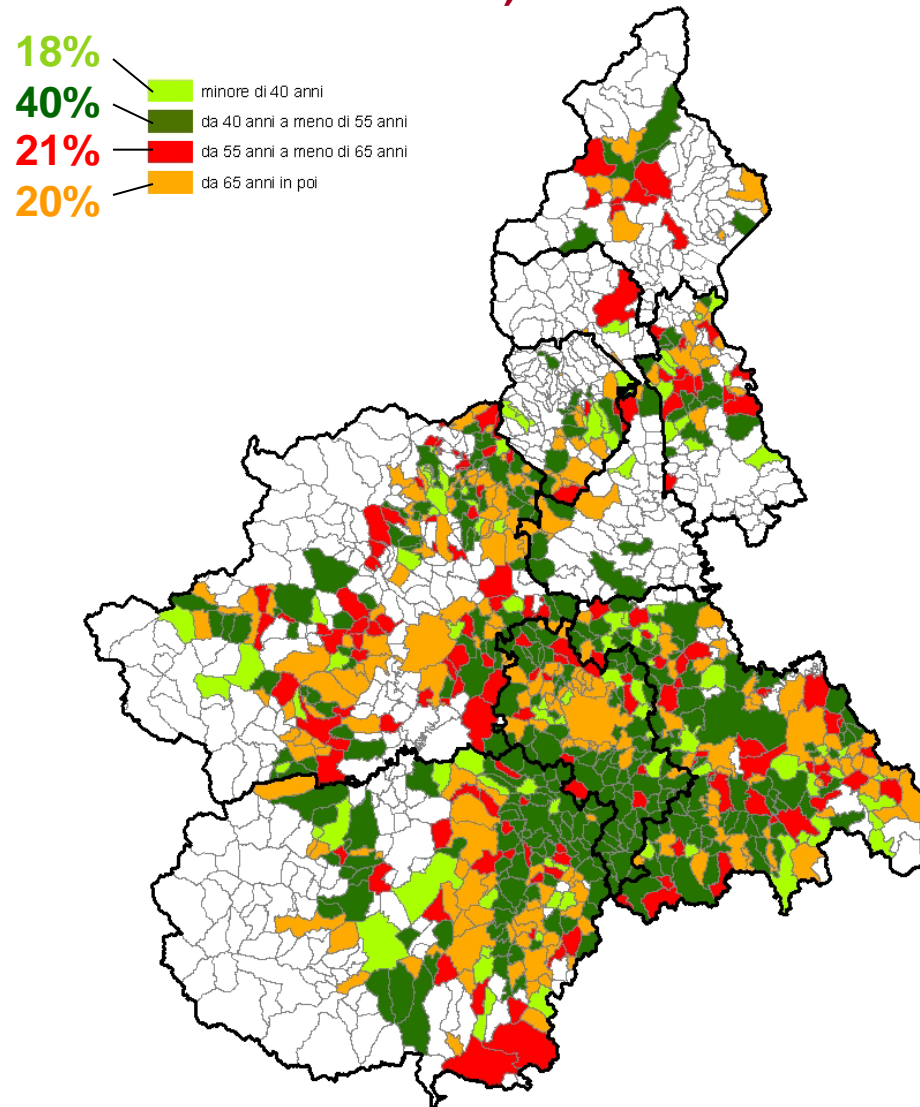 18%
minore di 40 anni
40%
da 40 anni a meno di 55 anni
21%
da 55 anni a meno di 65 anni
20%
da 65 anni in poi